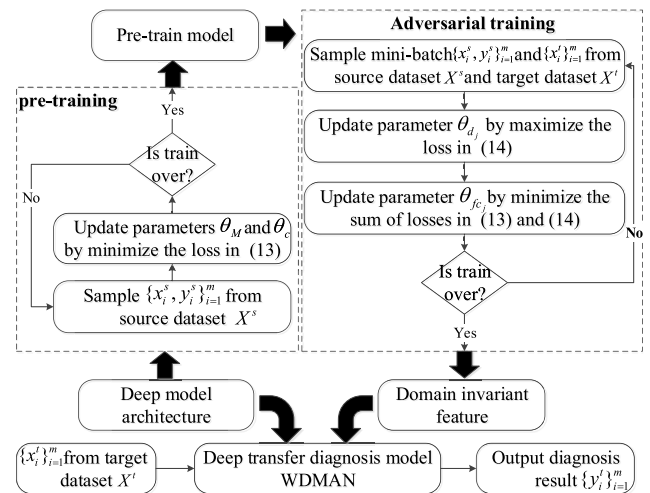 Pre-train model
Adversarial training
Sample mini-batch{x_i^s, y_i^s}_{i=1}^m and{x_i^t}_{i=1}^m from
source dataset X^s and target dataset X^t
Update parameter θ_{d_j} by maximize the
loss in (14)
Update parameter θ_{fc_j} by minimize the
sum of losses in (13) and (14)
No
Is train
over?
Yes
pre-training
Yes
Is train
over?
No
Update parameters θ_M and θ_c
by minimize the loss in (13)
Sample {x_i^s, y_i^s}_{i=1}^m from
source dataset X^s
Deep model
architecture
Domain invariant
feature
{x_i^t}_{i=1}^m from target
dataset X^t
Deep transfer diagnosis model
WDMAN
Output diagnosis
result {y_i^t}_{i=1}^m